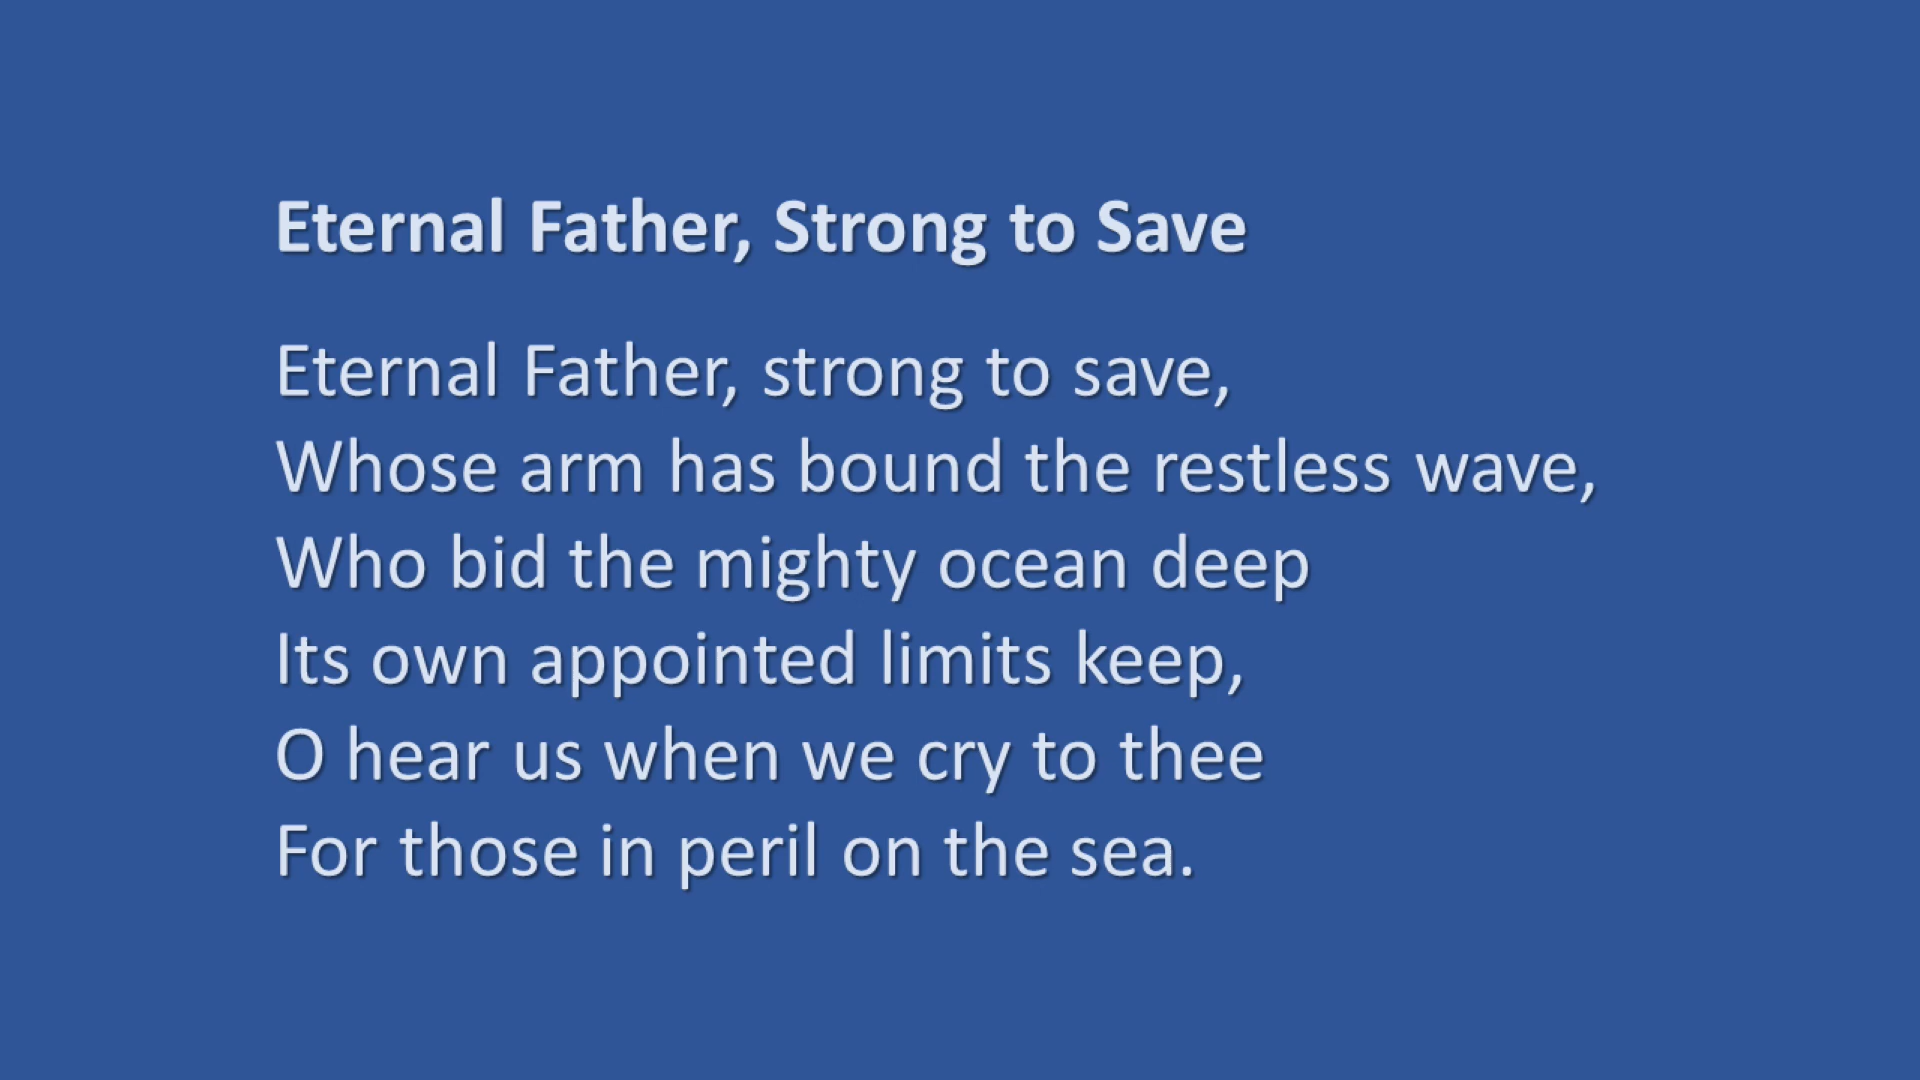 Eternal Father, Strong to Save
Eternal Father, strong to save,
Whose arm has bound the restless wave,
Who bid the mighty ocean deep
Its own appointed limits keep,
O hear us when we cry to thee
For those in peril on the sea.